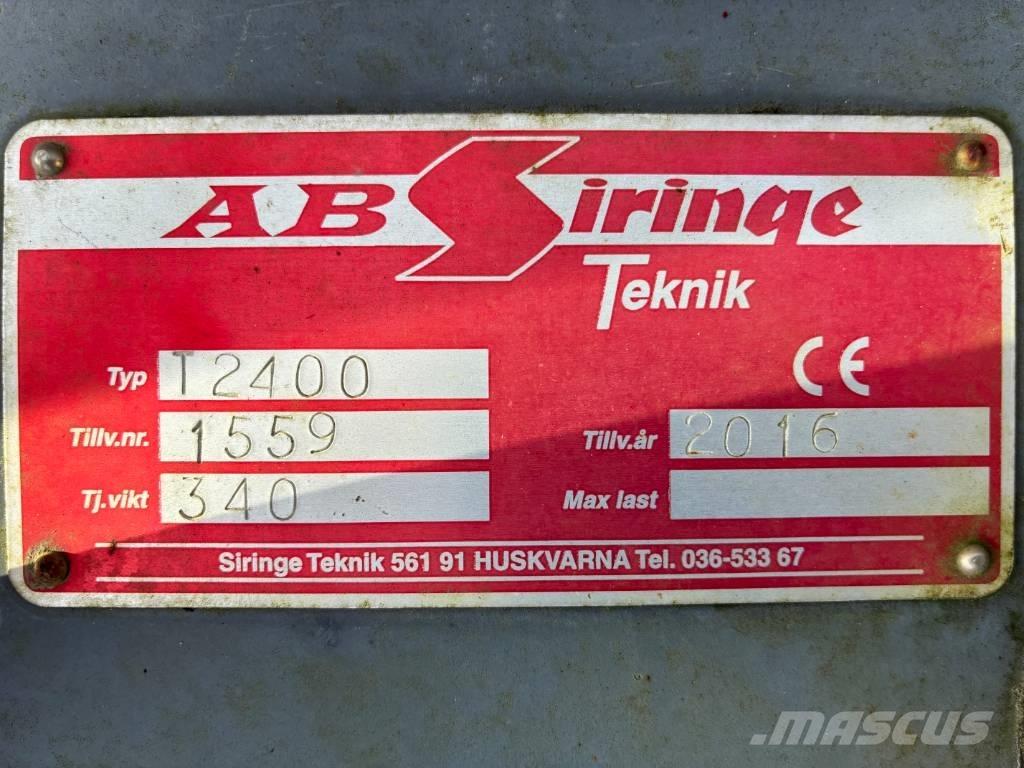 AB Siringe
Teknik
Typ T2400
CE
Tillv.nr. 1559
Tillv.år 2016
Tj.vikt 340
Max last
Siringe Teknik 561 91 HUSKVARNA Tel. 036-533 67
MASCUS